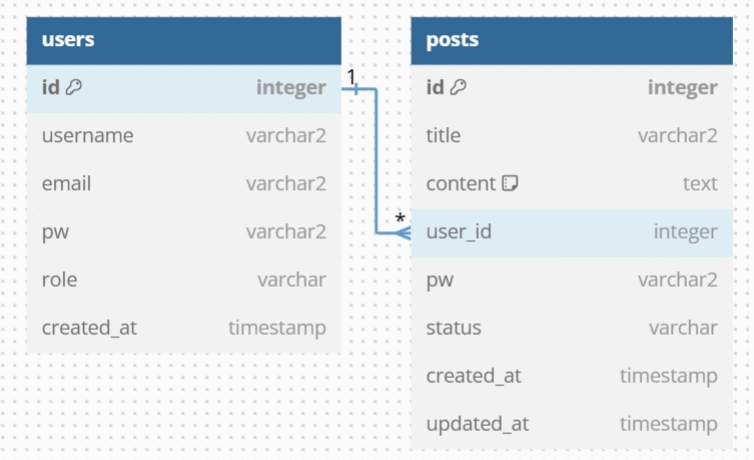 users
id integer
username varchar2
email varchar2
pw varchar2
role varchar
created_at timestamp
1
*
posts
id integer
title varchar2
content text
user_id integer
pw varchar2
status varchar
created_at timestamp
updated_at timestamp